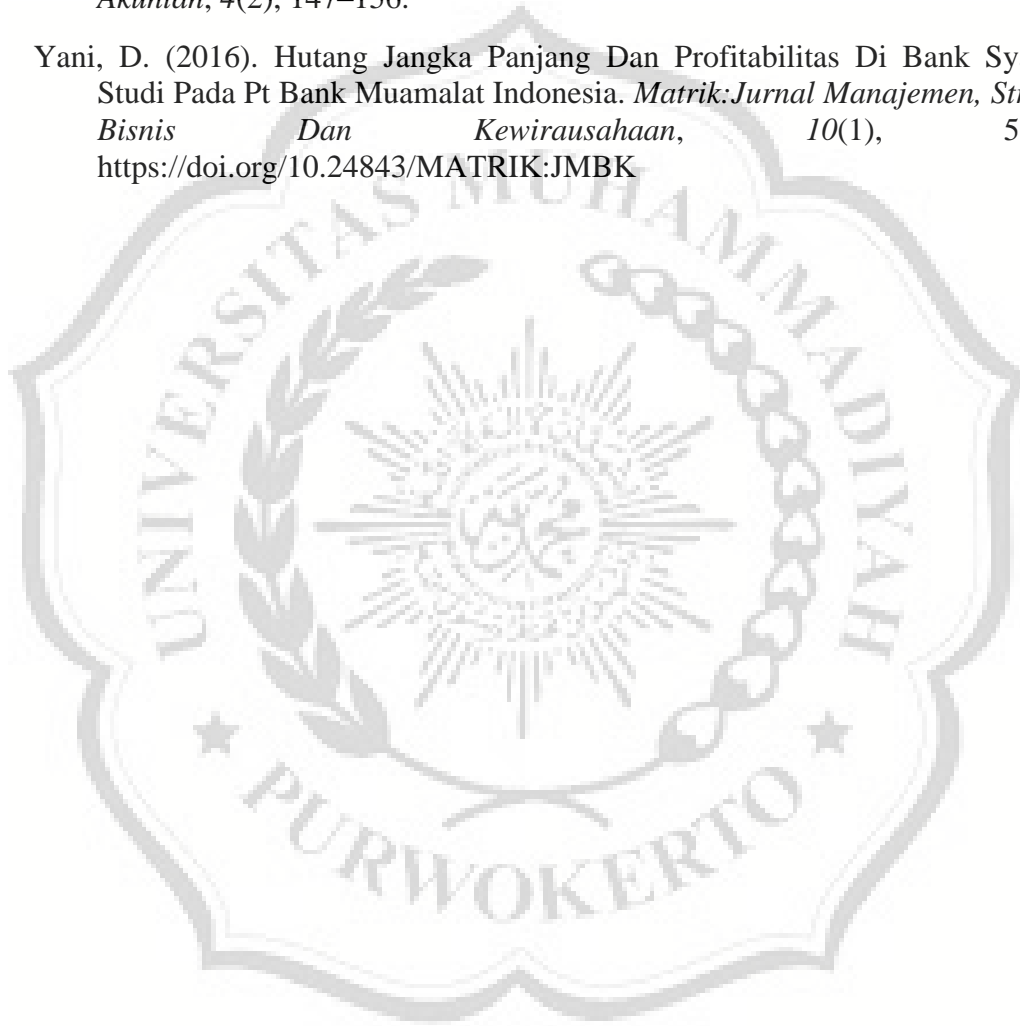 Akuntan, 4(2), 147–156.
Yani, D. (2016). Hutang Jangka Panjang Dan Profitabilitas Di Bank Sy
Studi Pada Pt Bank Muamalat Indonesia. Matrik:Jurnal Manajemen, Str
Bisnis Dan Kewirausahaan, 10(1), 5
https://doi.org/10.24843/MATRIK:JMBK
UNIVERSITAS MUHAMMADIYAH
PURWOKERTO